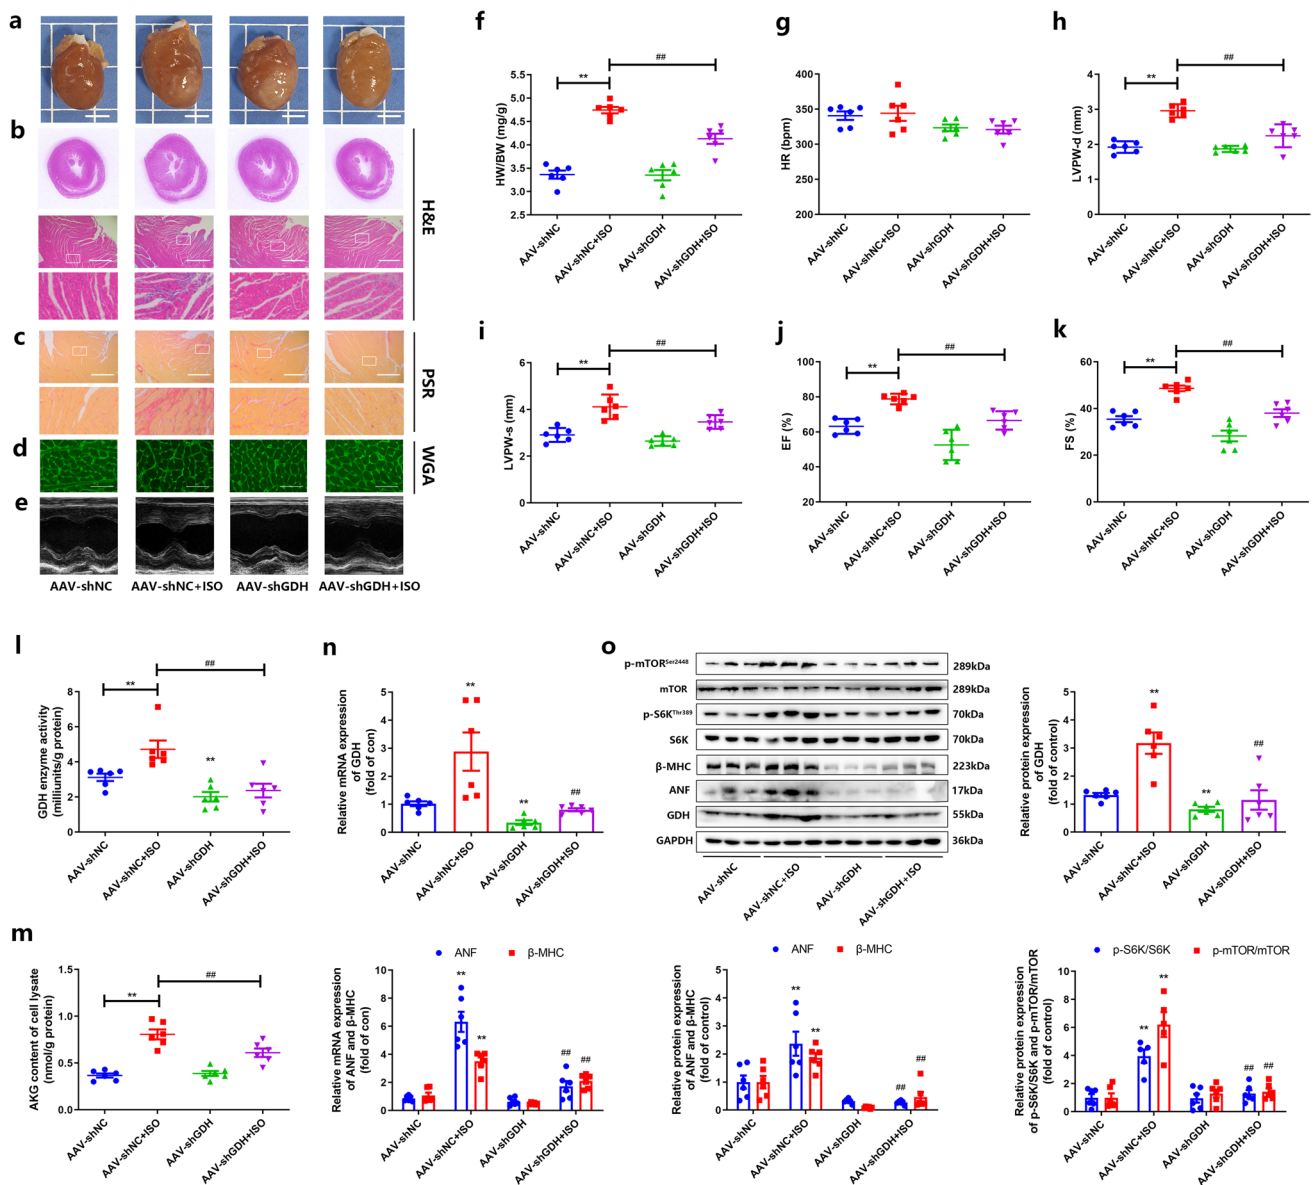 a
b
H&E
c
PSR
d
WGA
e
AAV-shNC
AAV-shNC+ISO
AAV-shGDH
AAV-shGDH+ISO
f
**
##
HW/BW (mg/g)
5.5
5.0
4.5
4.0
3.5
3.0
2.5
AAV-shNC
AAV-shNC+ISO
AAV-shGDH
AAV-shGDH+ISO
g
HR (bpm)
400
350
300
250
200
AAV-shNC
AAV-shNC+ISO
AAV-shGDH
AAV-shGDH+ISO
h
**
##
LVPW-d (mm)
4
3
2
1
0
AAV-shNC
AAV-shNC+ISO
AAV-shGDH
AAV-shGDH+ISO
i
**
##
LVPW-s (mm)
6
4
2
0
AAV-shNC
AAV-shNC+ISO
AAV-shGDH
AAV-shGDH+ISO
j
**
##
EF (%)
100
80
60
40
20
AAV-shNC
AAV-shNC+ISO
AAV-shGDH
AAV-shGDH+ISO
k
**
##
FS (%)
60
40
20
0
AAV-shNC
AAV-shNC+ISO
AAV-shGDH
AAV-shGDH+ISO
l
**
##
**
GDH enzyme activity
(milliunits/g protein)
8
6
4
2
0
AAV-shNC
AAV-shNC+ISO
AAV-shGDH
AAV-shGDH+ISO
n
**
**
##
Relative mRNA expression
of GDH
(fold of con)
5
4
3
2
1
0
AAV-shNC
AAV-shNC+ISO
AAV-shGDH
AAV-shGDH+ISO
o
p-mTORSer2448 289kDa
mTOR 289kDa
p-S6KThr389 70kDa
S6K 70kDa
β-MHC 223kDa
ANF 17kDa
GDH 55kDa
GAPDH 36kDa
AAV-shNC
AAV-shNC+ISO
AAV-shGDH
AAV-shGDH+ISO
**
**
##
Relative protein expression
of GDH
(fold of control)
5
4
3
2
1
0
AAV-shNC
AAV-shNC+ISO
AAV-shGDH
AAV-shGDH+ISO
m
**
##
AKG content of cell lysate
(nmol/g protein)
1.5
1.0
0.5
0.0
AAV-shNC
AAV-shNC+ISO
AAV-shGDH
AAV-shGDH+ISO
ANF β-MHC
**
**
##
##
Relative mRNA expression
of ANF and β-MHC
(fold of con)
10
8
6
4
2
0
AAV-shNC
AAV-shNC+ISO
AAV-shGDH
AAV-shGDH+ISO
ANF β-MHC
**
**
##
##
Relative protein expression
of ANF and β-MHC
(fold of control)
5
4
3
2
1
0
AAV-shNC
AAV-shNC+ISO
AAV-shGDH
AAV-shGDH+ISO
p-S6K/S6K p-mTOR/mTOR
**
**
##
##
Relative protein expression
of p-S6K/S6K and p-mTOR/mTOR
(fold of control)
10
8
6
4
2
0
AAV-shNC
AAV-shNC+ISO
AAV-shGDH
AAV-shGDH+ISO